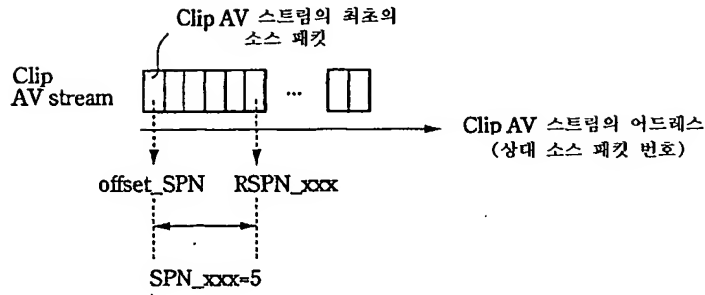 Clip AV 스트림의 최초의
소스 패킷
Clip
AV stream
...
Clip AV 스트림의 어드레스
(상대 소스 패킷 번호)
offset_SPN RSPN_xxx
SPN_xxx=5